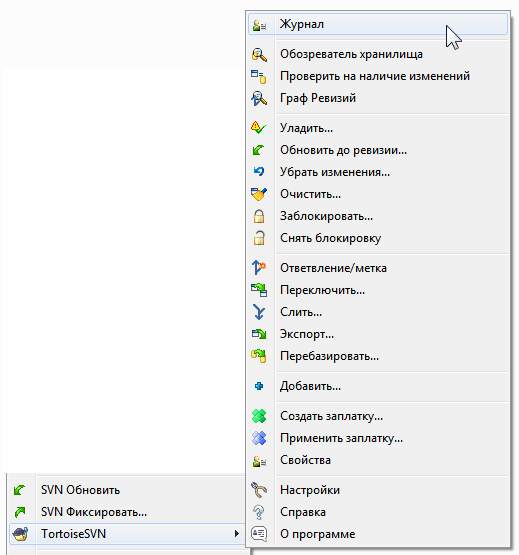 Журнал
Обозреватель хранилища
Проверить на наличие изменений
Граф Ревизий
Уладить...
Обновить до ревизии...
Убрать изменения...
Очистить...
Заблокировать...
Снять блокировку
Ответвление/метка
Переключить...
Слить...
Экспорт...
Перебазировать...
Добавить...
Создать заплатку...
Применить заплатку...
Свойства
Настройки
Справка
О программе
SVN Обновить
SVN Фиксировать...
TortoiseSVN